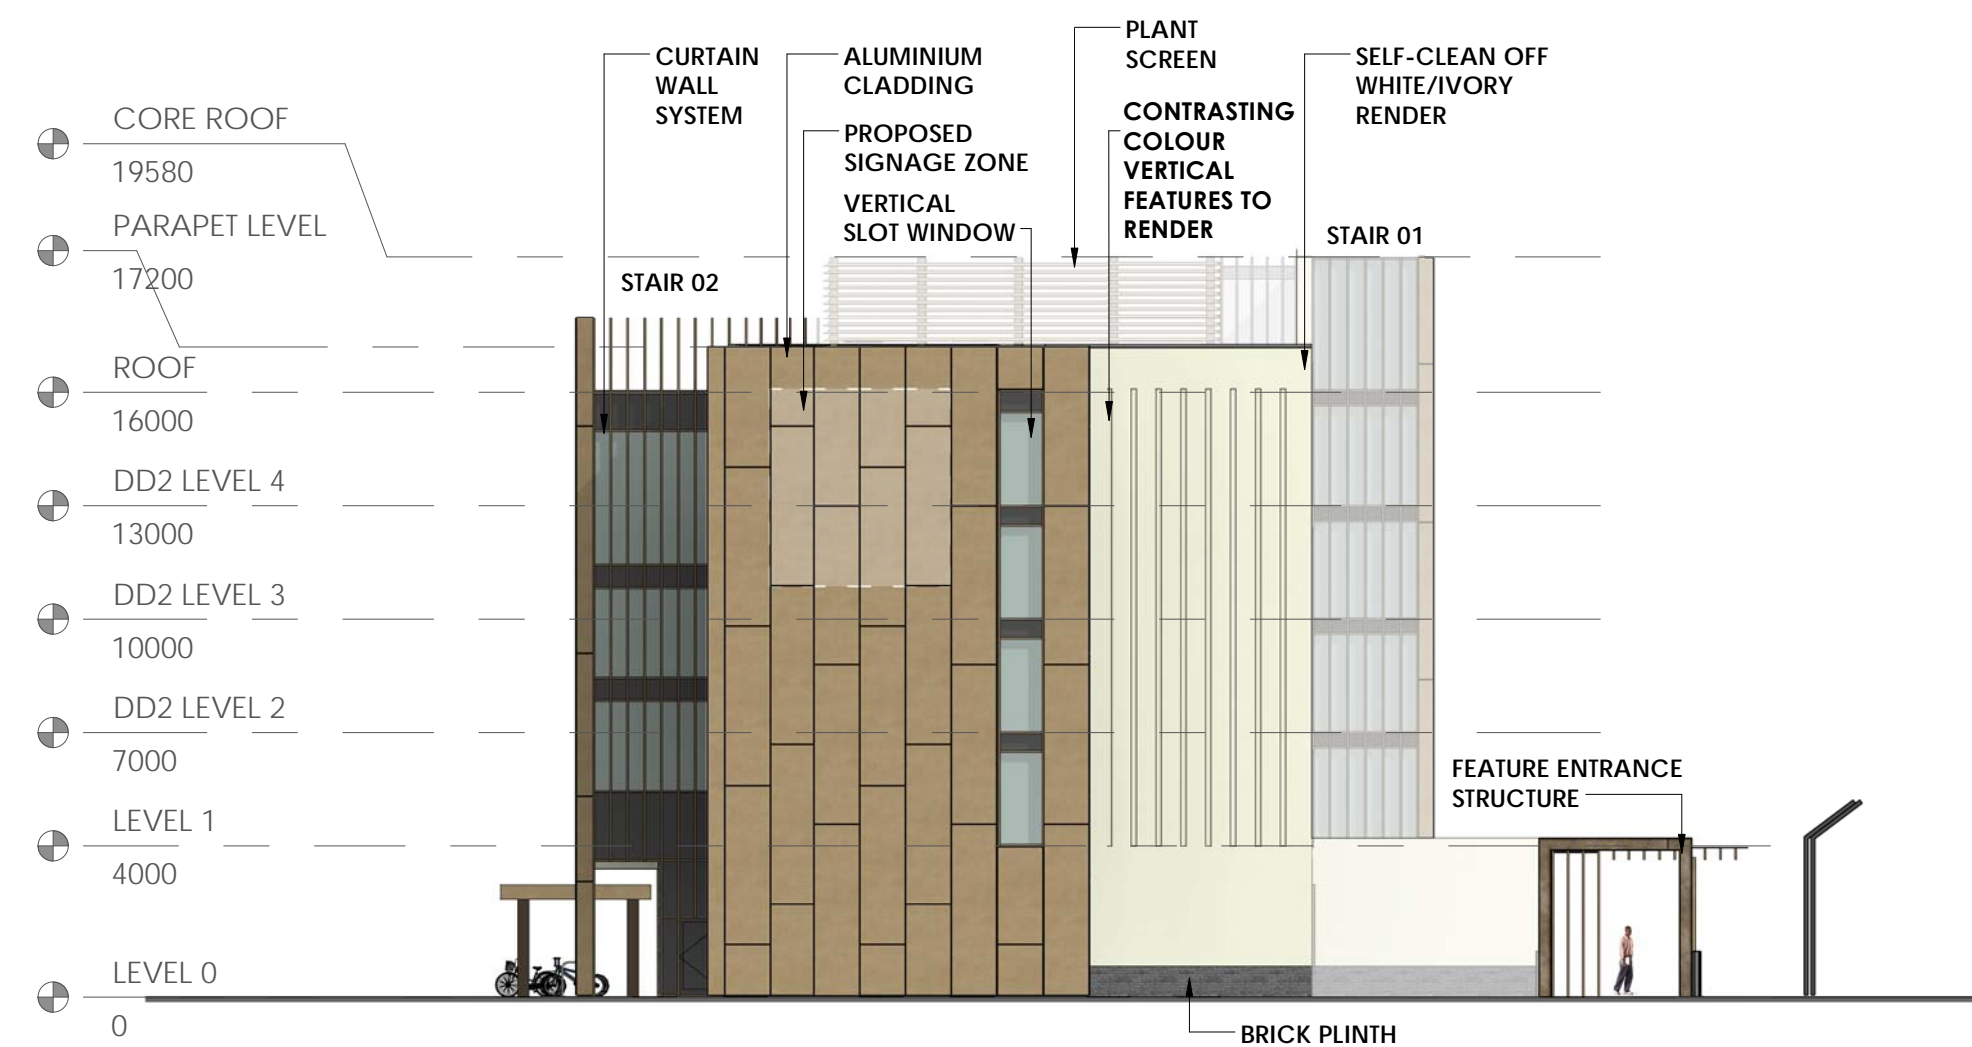 CORE ROOF
19580
PARAPET LEVEL
17200
ROOF
16000
DD2 LEVEL 4
13000
DD2 LEVEL 3
10000
DD2 LEVEL 2
7000
LEVEL 1
4000
LEVEL 0
0
CURTAIN
WALL
SYSTEM
STAIR 02
ALUMINIUM
CLADDING
PROPOSED
SIGNAGE ZONE
VERTICAL
SLOT WINDOW
PLANT
SCREEN
CONTRASTING
COLOUR
VERTICAL
FEATURES TO
RENDER
SELF-CLEAN OFF
WHITE/IVORY
RENDER
STAIR 01
FEATURE ENTRANCE
STRUCTURE
BRICK PLINTH